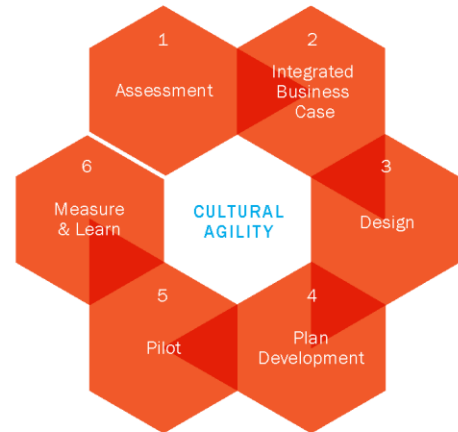 1
Assessment
2
Integrated
Business
Case
3
Design
4
Plan
Development
5
Pilot
6
Measure
& Learn
CULTURAL
AGILITY